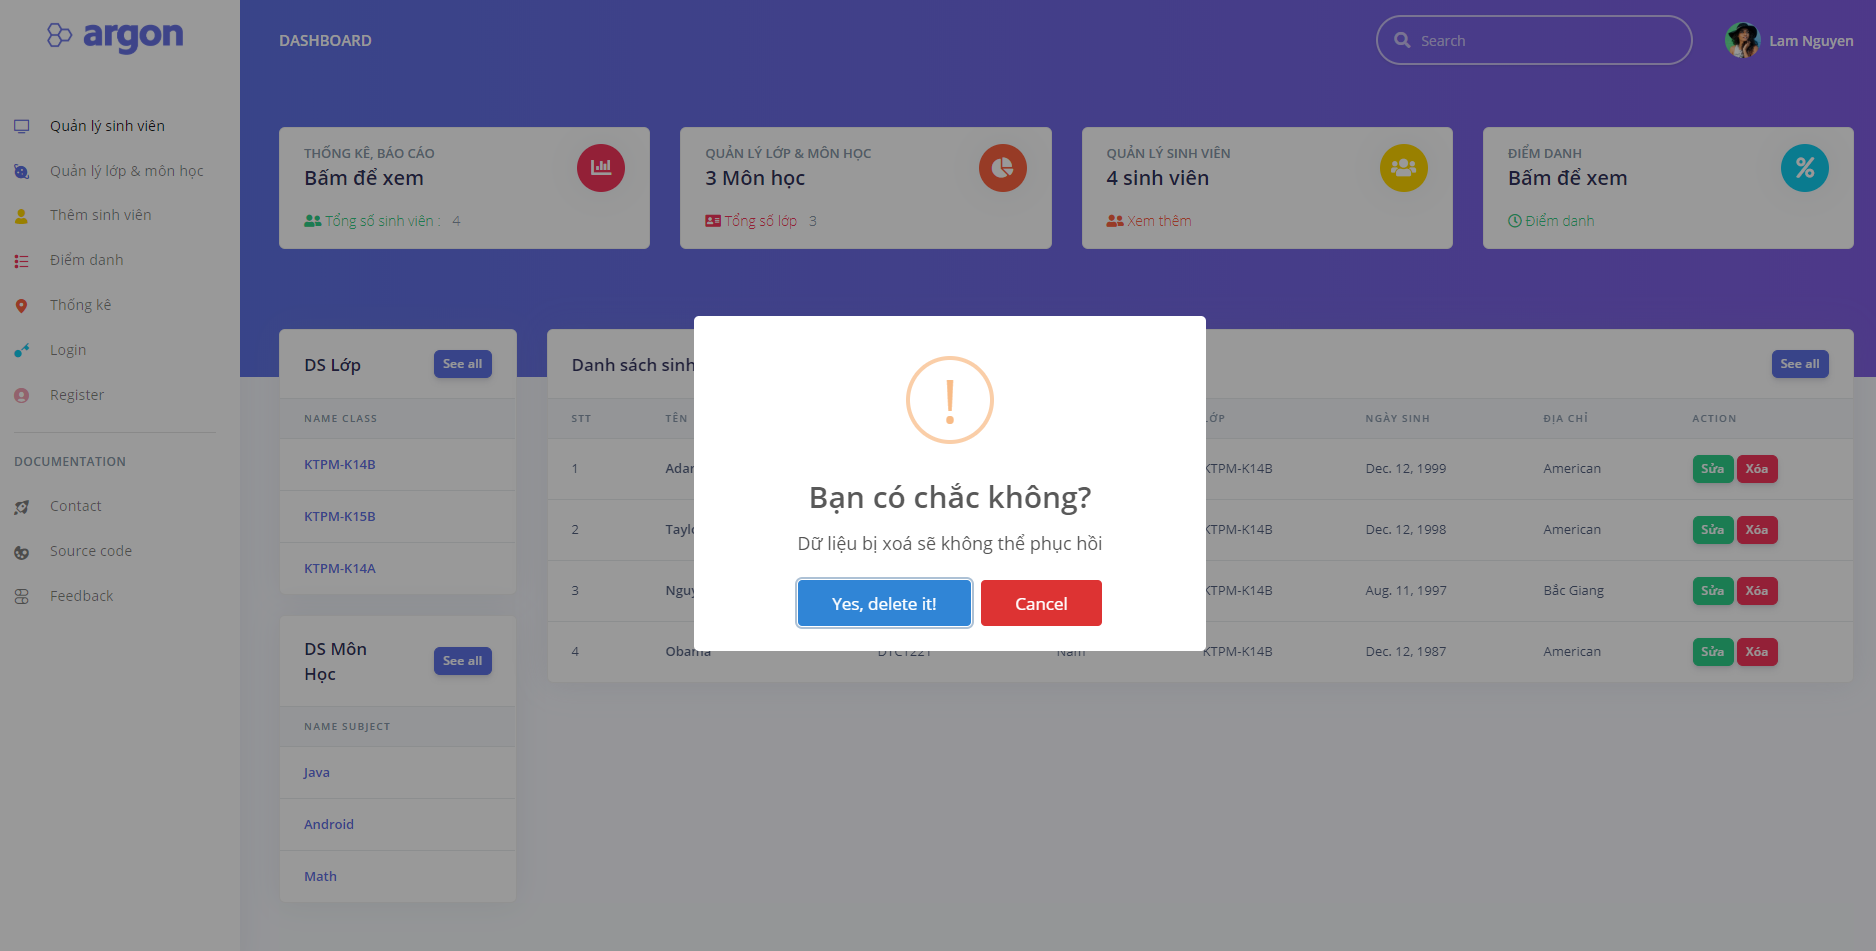 argon
Quản lý sinh viên
Quản lý lớp & môn học
Thêm sinh viên
Điểm danh
Thống kê
Login
Register
DOCUMENTATION
Contact
Source code
Feedback
DASHBOARD
Search
Lam Nguyen
THỐNG KÊ, BÁO CÁO
Bấm để xem
Tổng số sinh viên : 4
QUẢN LÝ LỚP & MÔN HỌC
3 Môn học
Tổng số lớp 3
QUẢN LÝ SINH VIÊN
4 sinh viên
Xem thêm
ĐIỂM DANH
Bấm để xem
Điểm danh
DS Lớp
See all
NAME CLASS
KTPM-K14B
KTPM-K15B
KTPM-K14A
DS Môn
Học
See all
NAME SUBJECT
Java
Android
Math
Danh sách sinh
See all
STT TÊN LỚP NGÀY SINH ĐỊA CHỈ ACTION
1 KTPM-K14B Dec. 12, 1999 American Sửa Xóa
2 KTPM-K14B Dec. 12, 1998 American Sửa Xóa
3 KTPM-K14B Aug. 11, 1997 Bắc Giang Sửa Xóa
4 Obama DTC1221 Nam KTPM-K14B Dec. 12, 1987 American Sửa Xóa
Bạn có chắc không?
Dữ liệu bị xoá sẽ không thể phục hồi
Yes, delete it!
Cancel